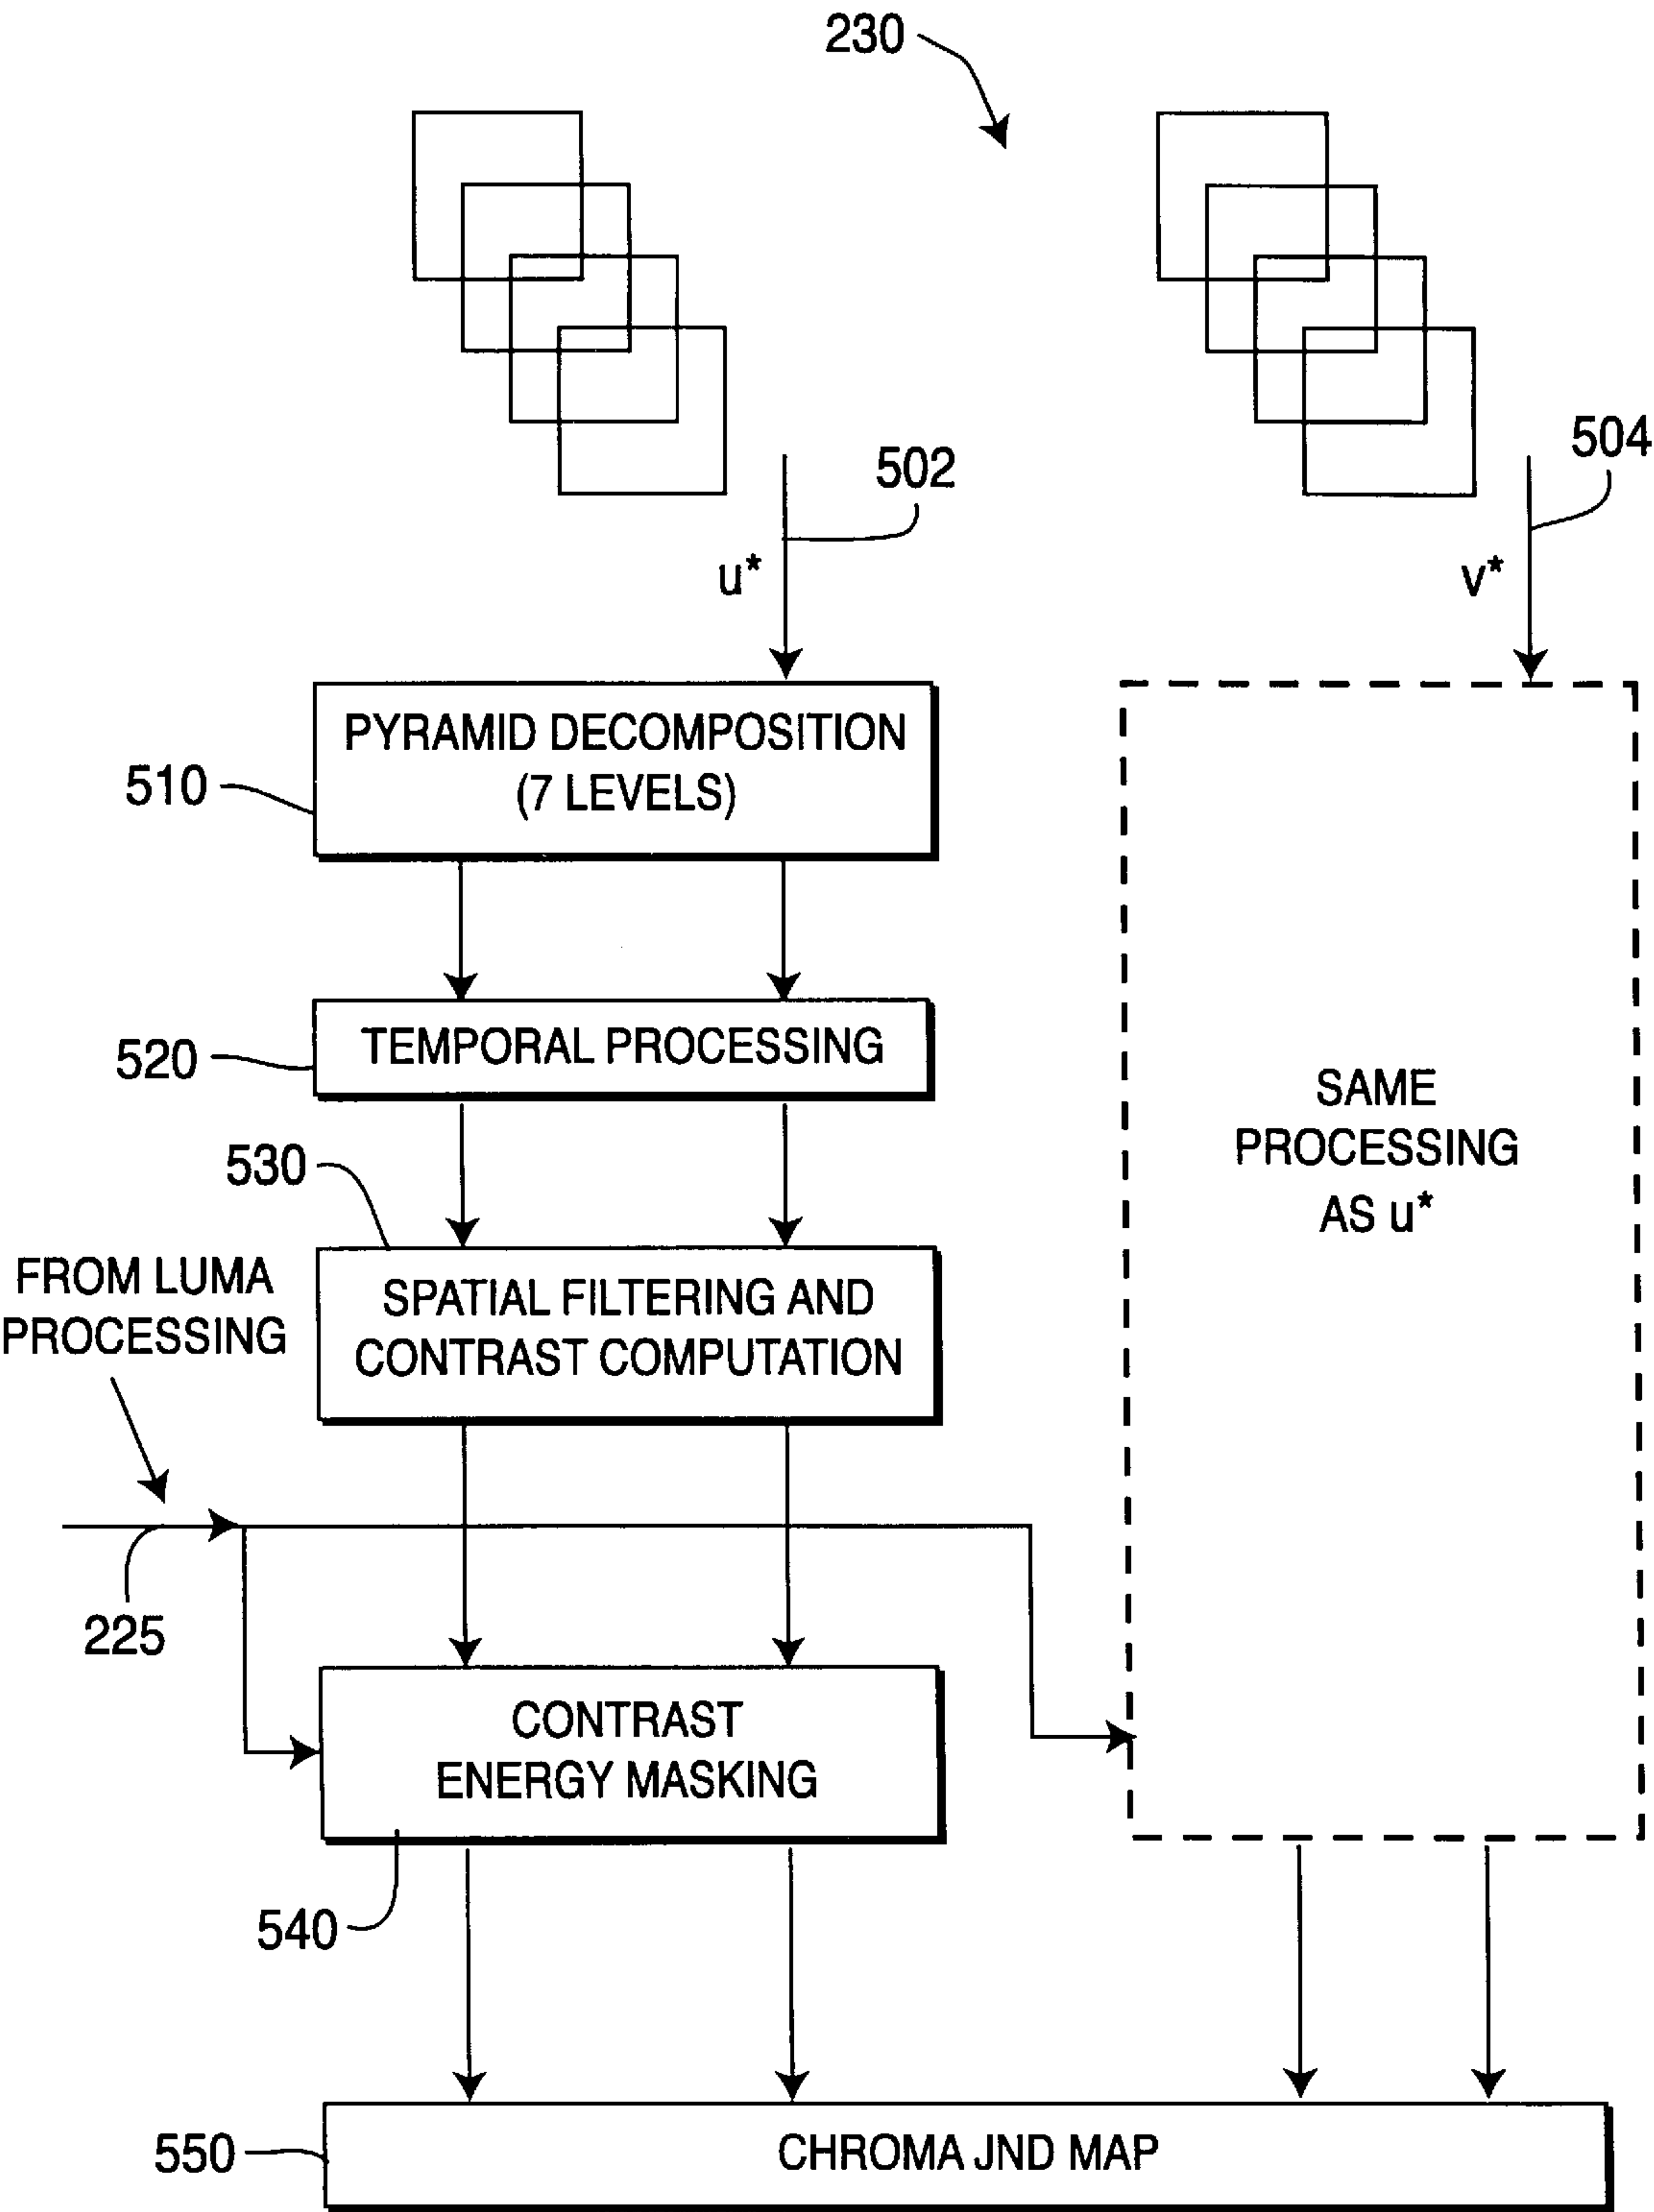 230
502
504
u*
v*
PYRAMID DECOMPOSITION
(7 LEVELS)
510
TEMPORAL PROCESSING
520
SAME
PROCESSING
AS u*
530
FROM LUMA
PROCESSING
SPATIAL FILTERING AND
CONTRAST COMPUTATION
225
CONTRAST
ENERGY MASKING
540
550
CHROMA JND MAP